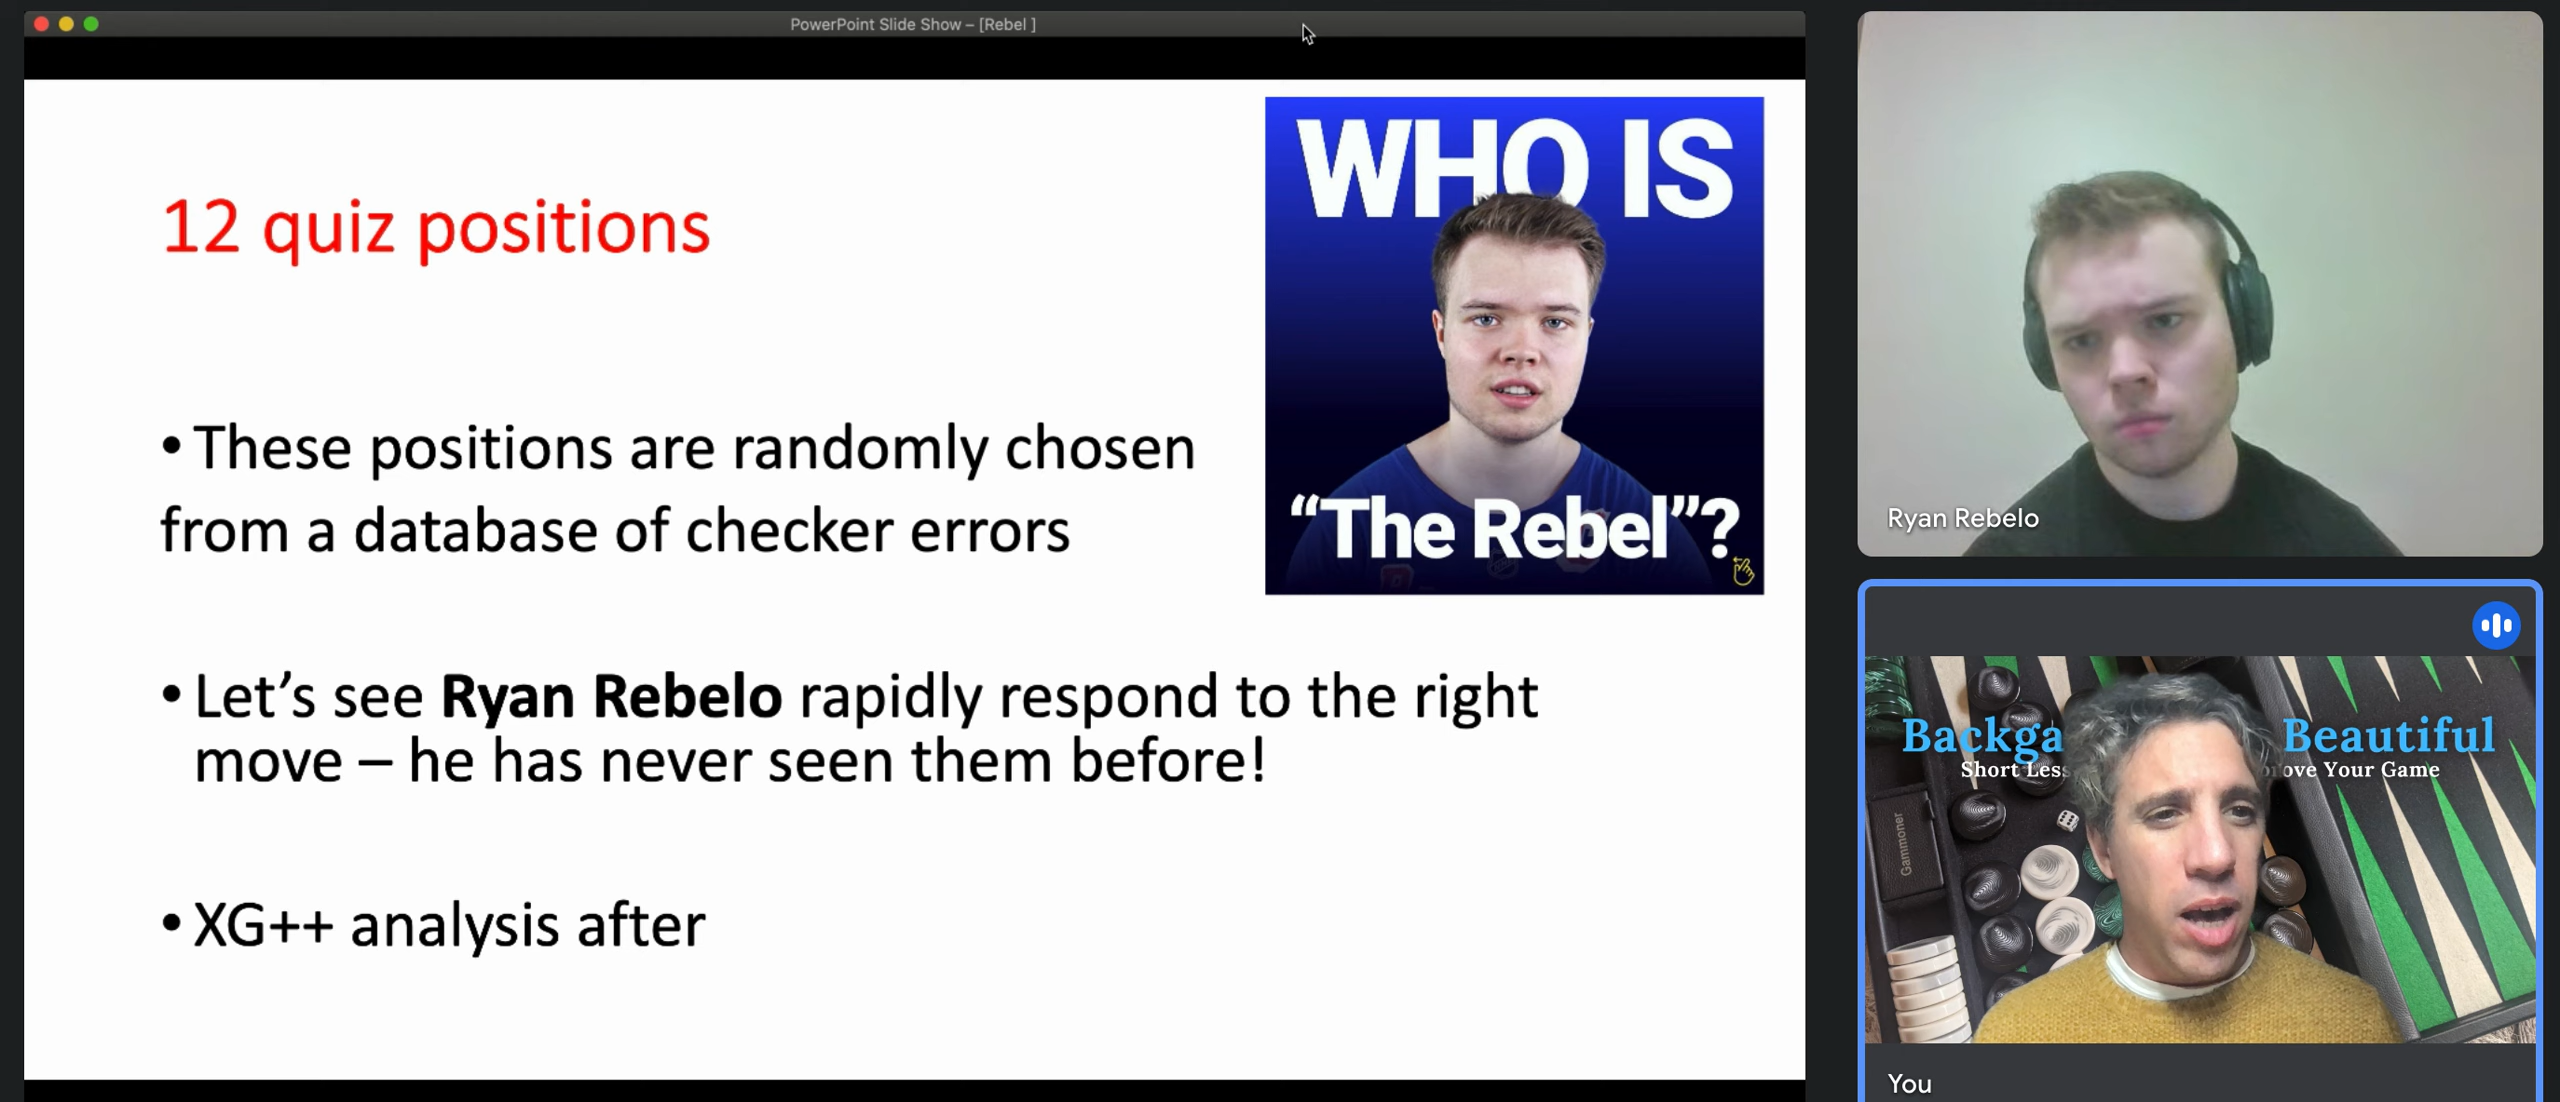 PowerPoint Slide Show – [Rebel ]
WHO IS
"The Rebel"?
12 quiz positions
• These positions are randomly chosen
from a database of checker errors
• Let's see Ryan Rebelo rapidly respond to the right
move – he has never seen them before!
• XG++ analysis after
Ryan Rebelo
Backga Beautiful
Short Less ove Your Game
Gammoner
You